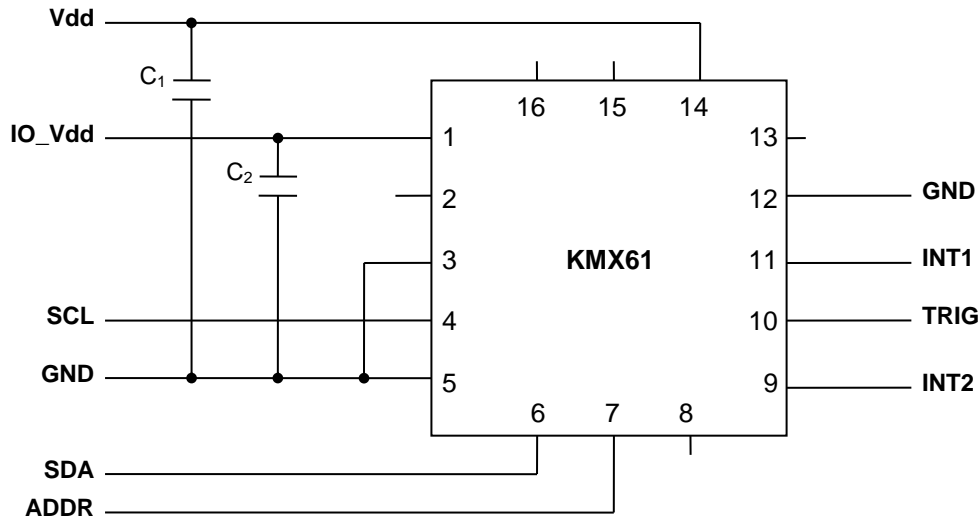 Vdd
C1
16 15 14
IO_Vdd
1 13
C2
2 12 GND
3 KMX61 11 INT1
SCL 4 10 TRIG
GND 5 9 INT2
6 7 8
SDA
ADDR